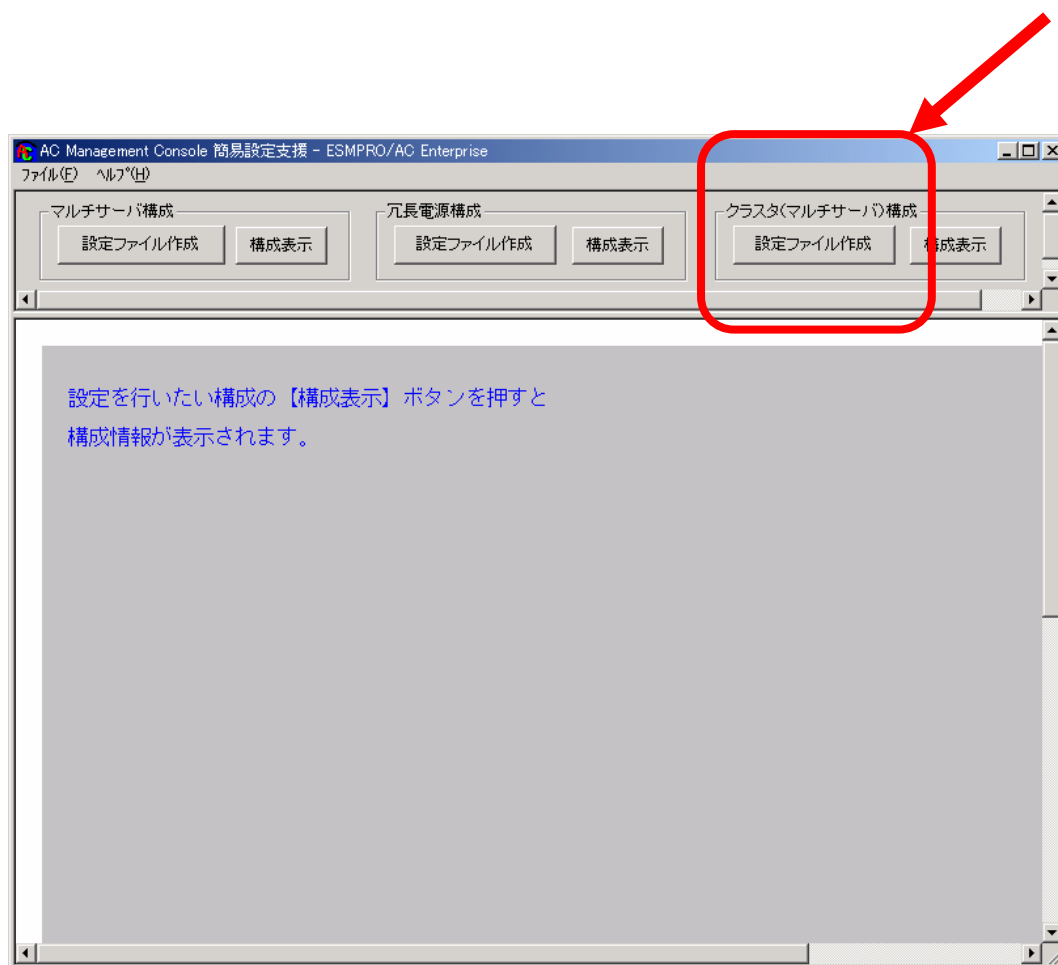 AC Management Console 簡易設定支援 - ESMPRO/AC Enterprise
ファイル(F) ヘルプ(H)
マルチサーバ構成 冗長電源構成 クラスタ(マルチサーバ)構成
設定ファイル作成 構成表示 設定ファイル作成 構成表示 設定ファイル作成 構成表示
設定を行いたい構成の【構成表示】ボタンを押すと
構成情報が表示されます。